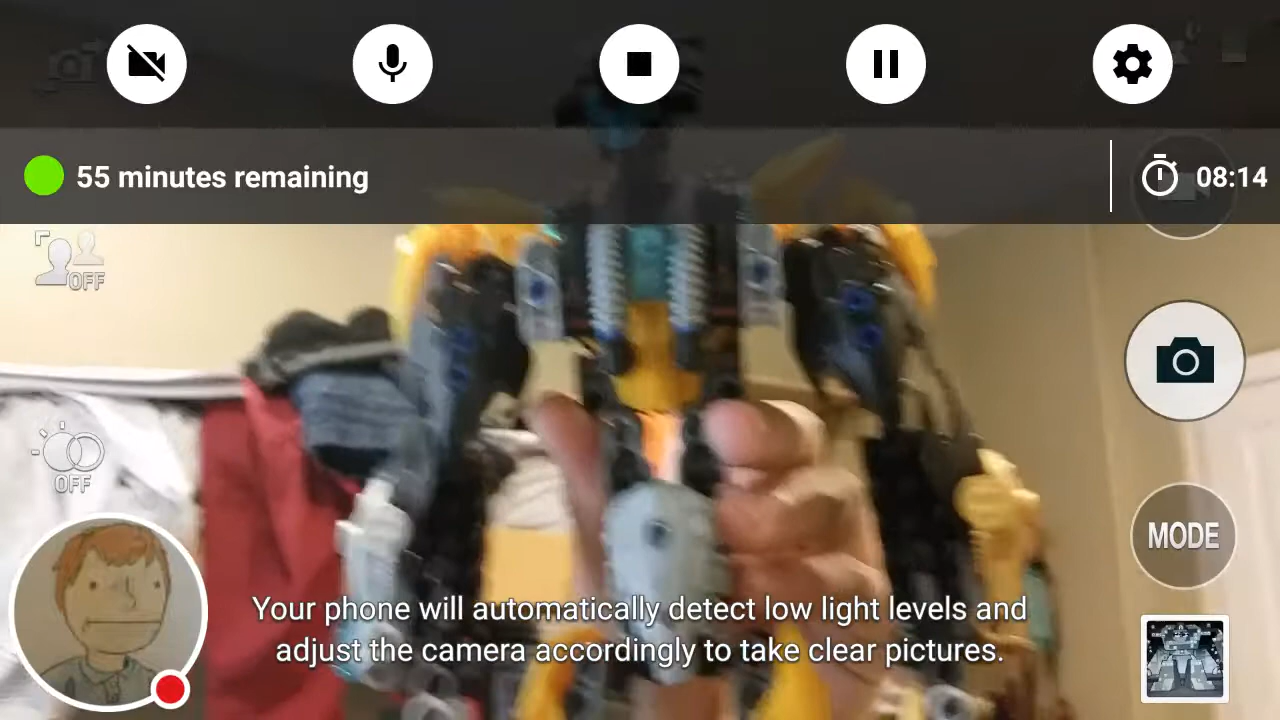 55 minutes remaining
08:14
OFF
OFF
MODE
Your phone will automatically detect low light levels and
adjust the camera accordingly to take clear pictures.